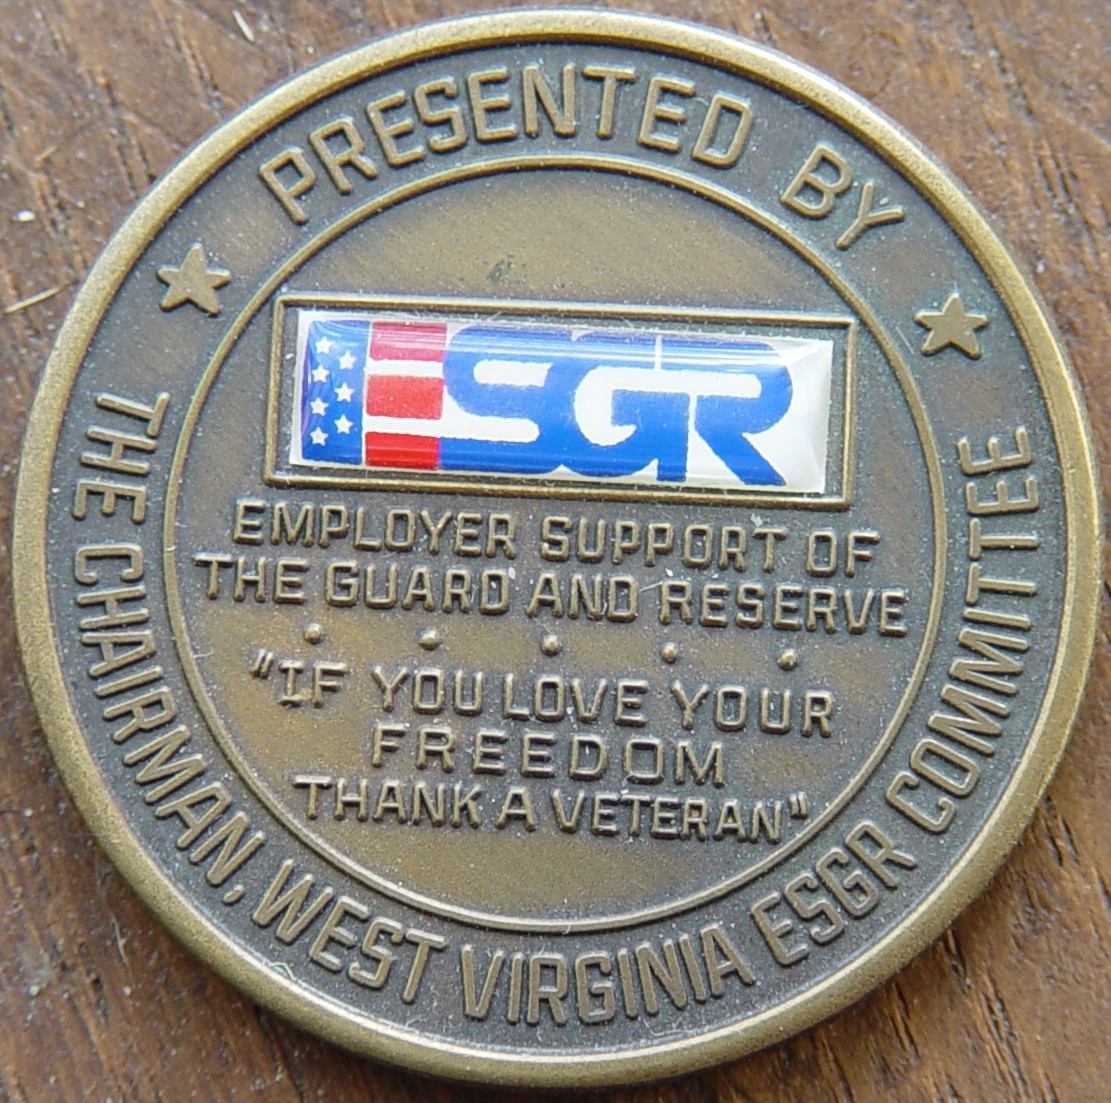 PRESENTED BY
ESGR
EMPLOYER SUPPORT OF
THE GUARD AND RESERVE
"IF YOU LOVE YOUR
FREEDOM
THANK A VETERAN"
THE CHAIRMAN, WEST VIRGINIA ESGR COMMITTEE